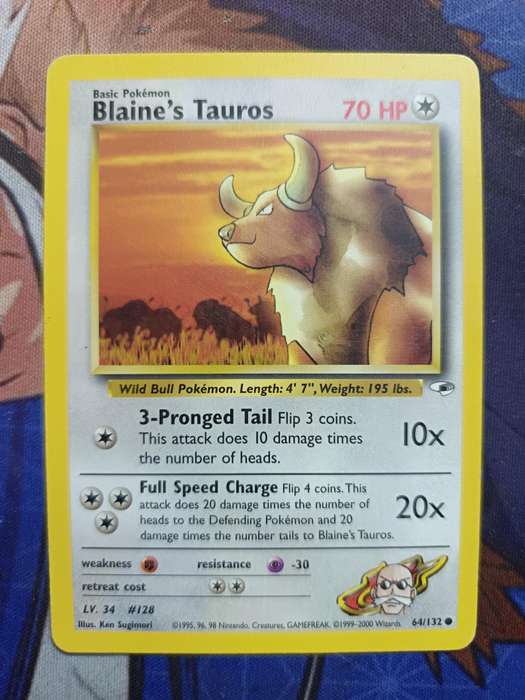 Basic Pokémon
Blaine's Tauros 70 HP
Wild Bull Pokémon. Length: 4' 7", Weight: 195 lbs.
3-Pronged Tail Flip 3 coins.
This attack does 10 damage times
the number of heads.
10x
Full Speed Charge Flip 4 coins. This
attack does 20 damage times the number of
heads to the Defending Pokémon and 20
damage times the number tails to Blaine's Tauros.
20x
weakness resistance -30
retreat cost
LV. 34 #128
Illus. Ken Sugimori ©1995, 96, 98 Nintendo, Creatures, GAMEFREAK. ©1999-2000 Wizards. 64/132